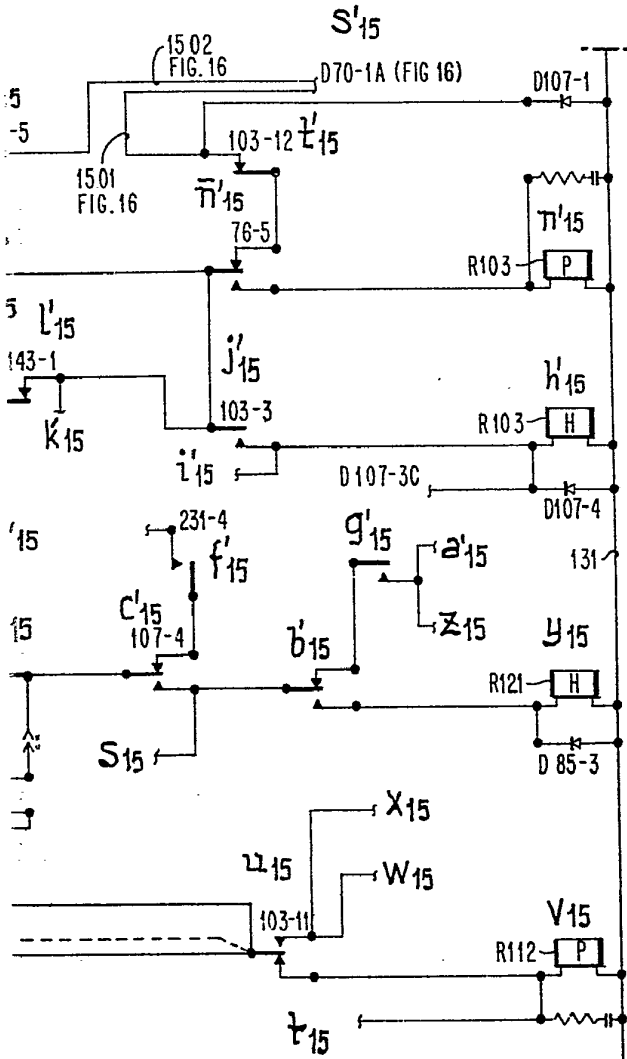 S'15
1502
FIG. 16
D70-1A (FIG 16)
D107-1
5
-5
103-12
t'15
1501
FIG. 16
n̄'15
76-5
n'15
R103
P
5
l'15
143-1
j'15
k'15
103-3
h'15
R103
H
i'15
D107-3C
D107-4
231-4
'15
f'15
g'15
a'15
131
15
c'15
107-4
b'15
z15
y15
R121
H
S15
D 85-3
X15
u15
W15
103-11
V15
R112
P
t15